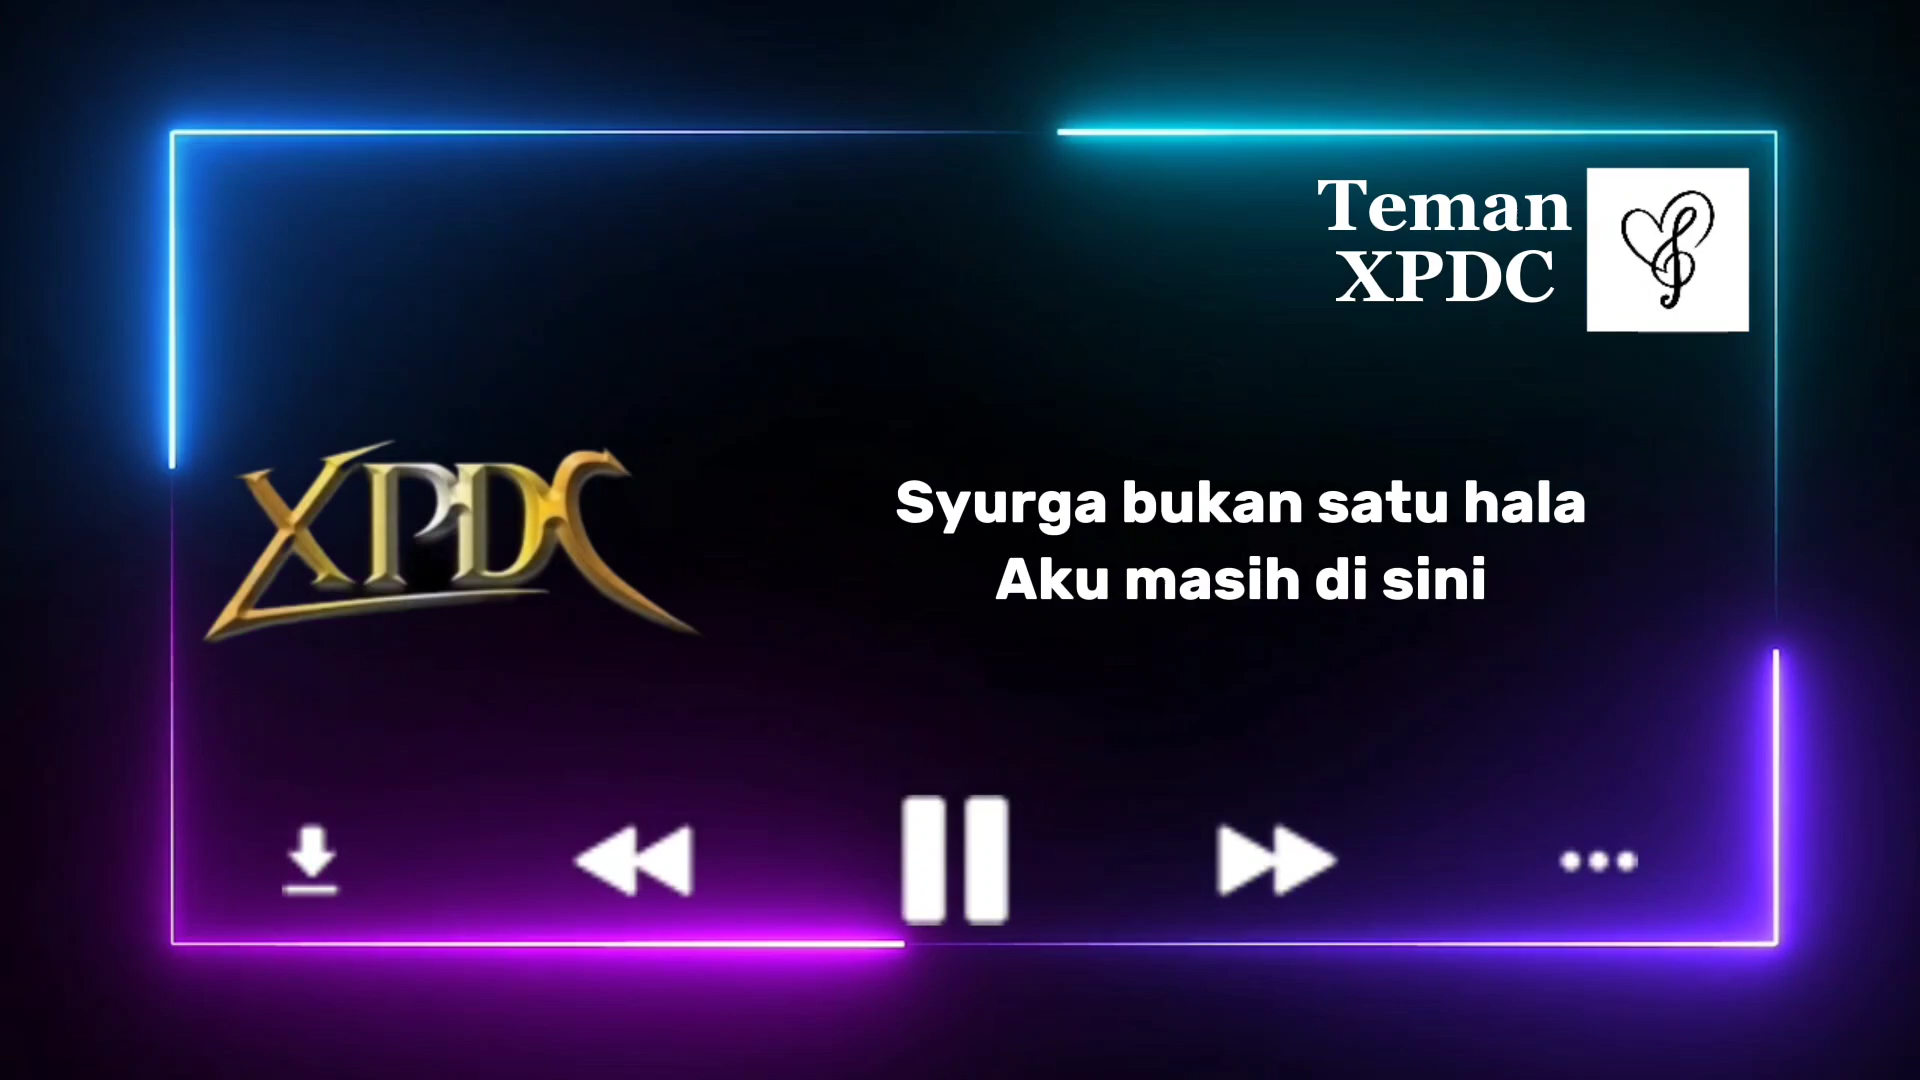 Teman
XPDC
XPDC
Syurga bukan satu hala
Aku masih di sini